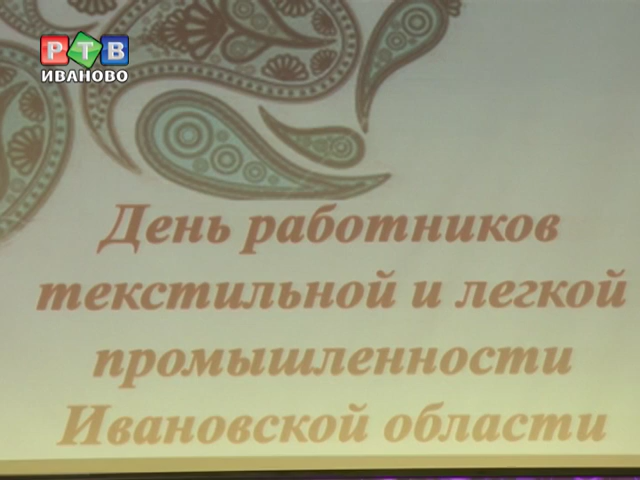 РТВ
ИВАНОВО
День работников
текстильной и легкой
промышленности
Ивановской области